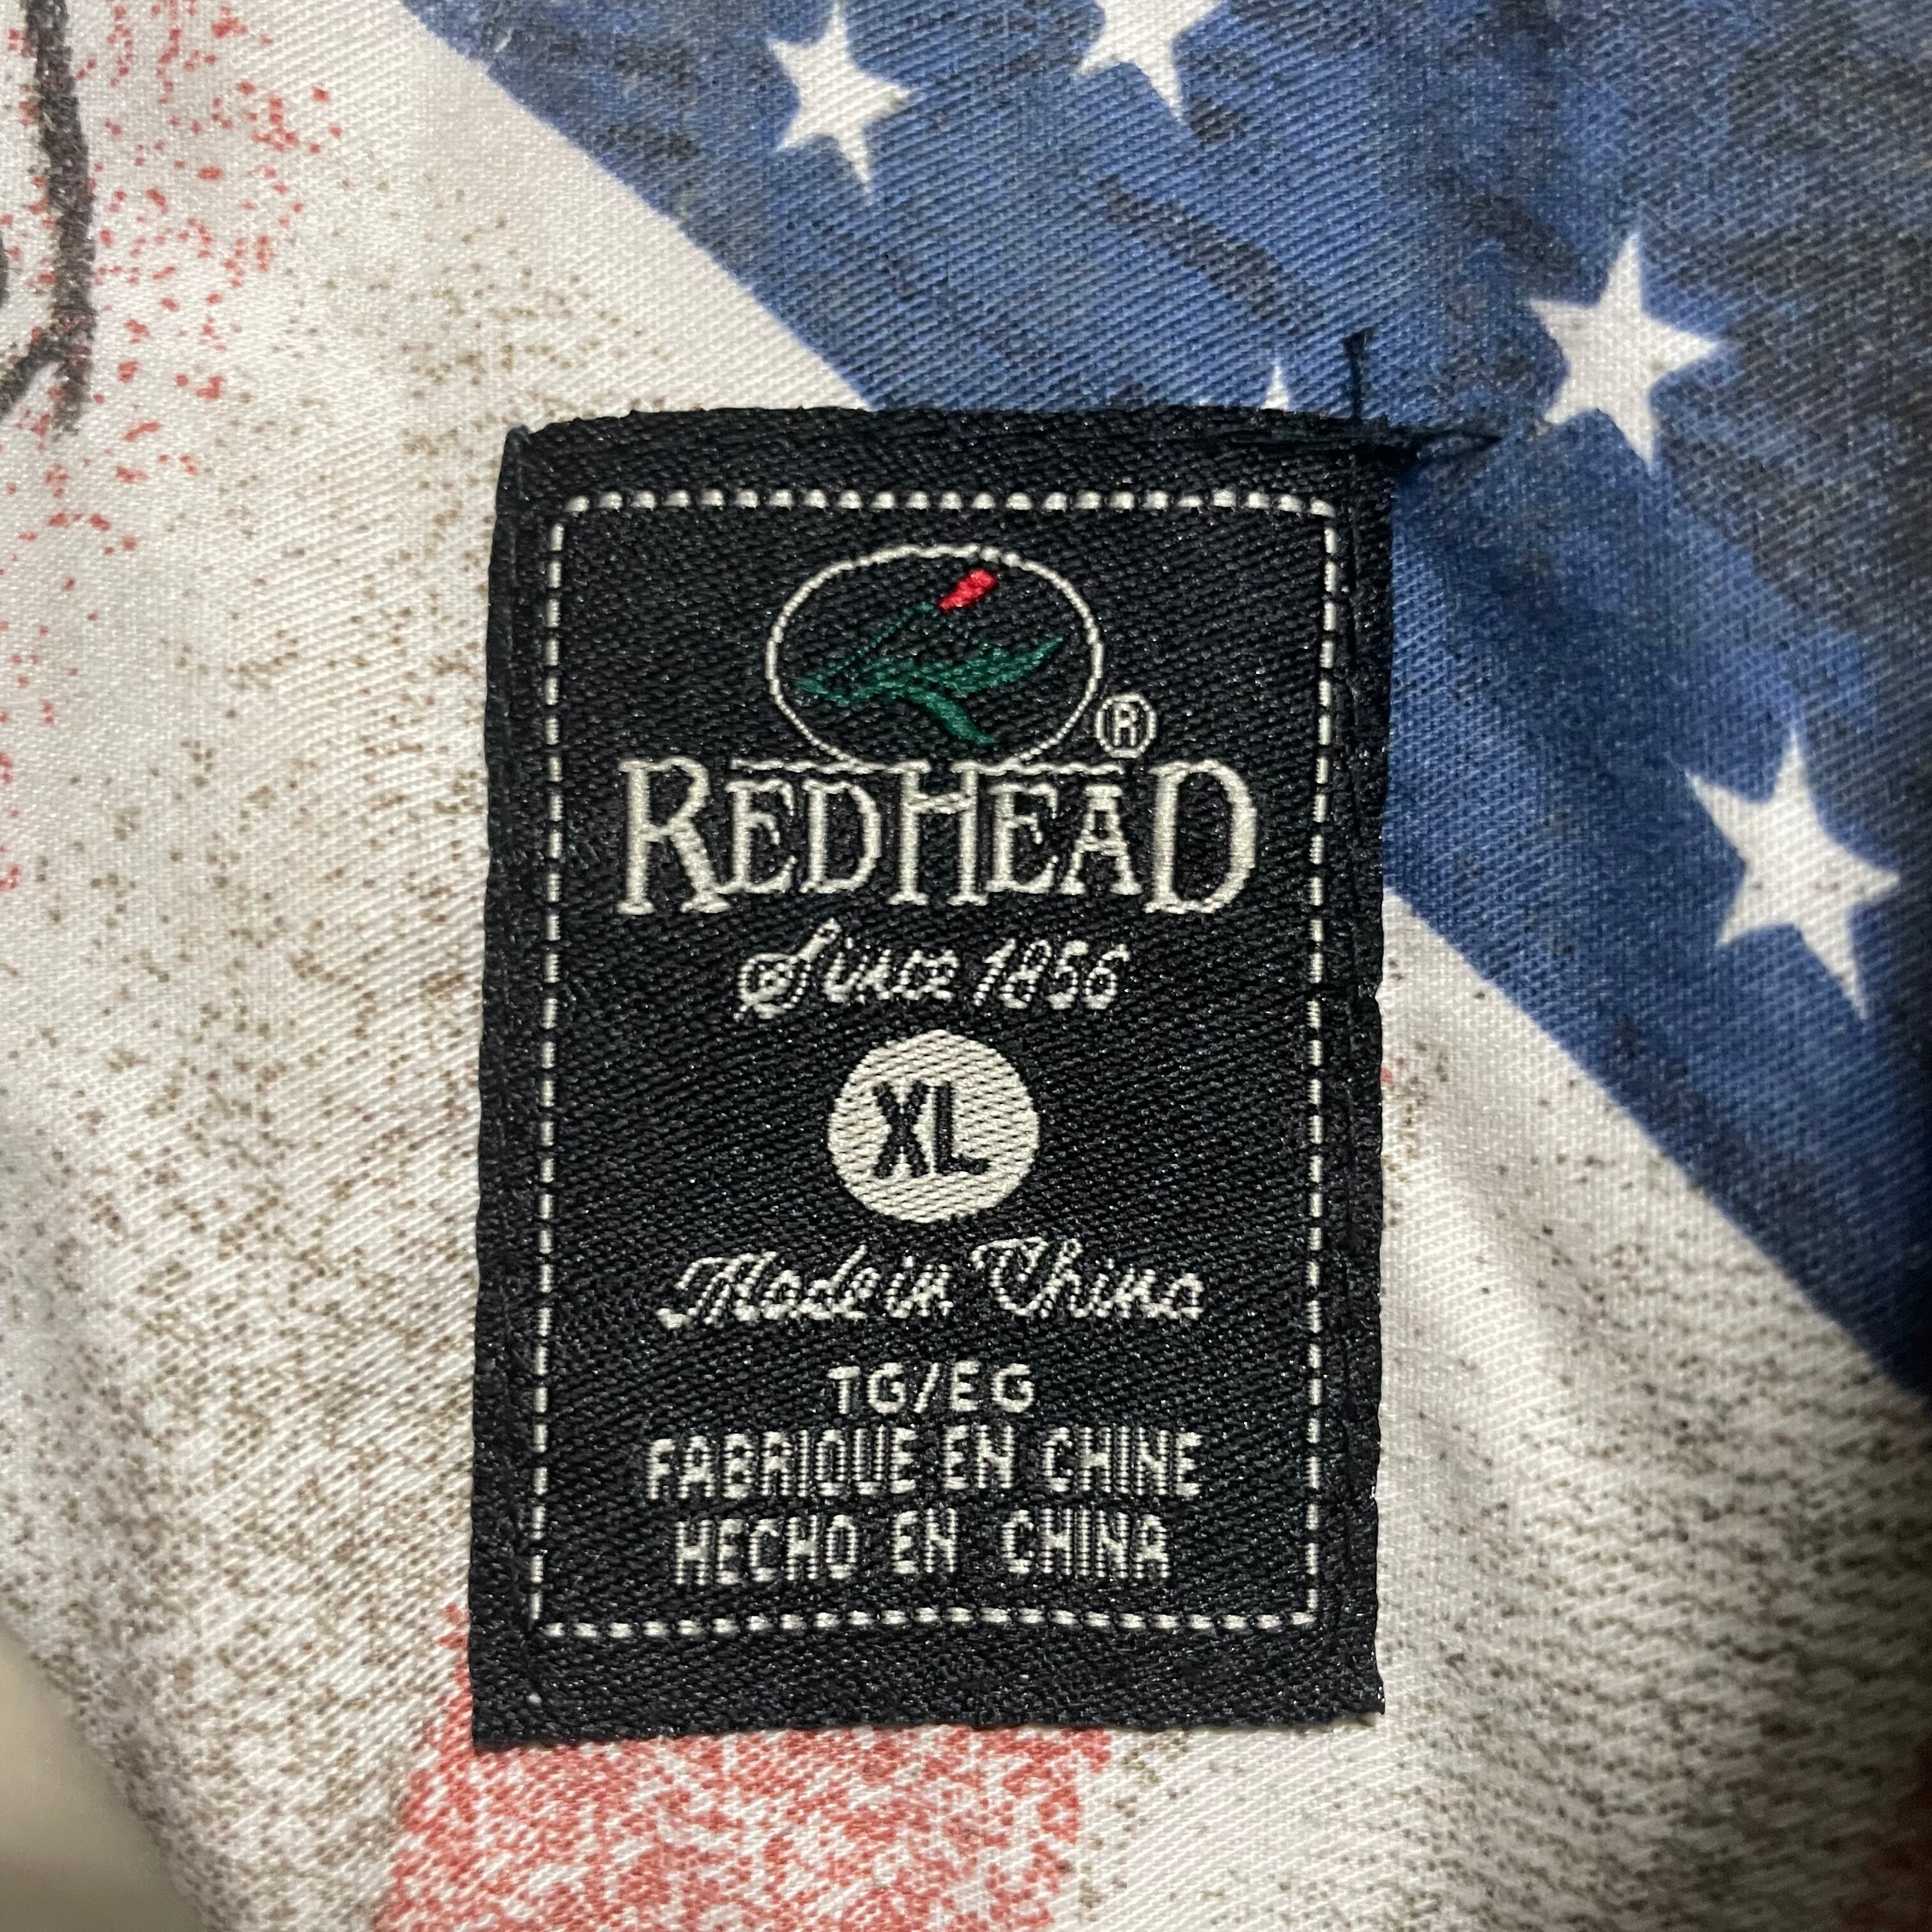 ®
REDHEAD
Since 1856
XL
Made in China
TG/EG
FABRIQUE EN CHINE
HECHO EN CHINA